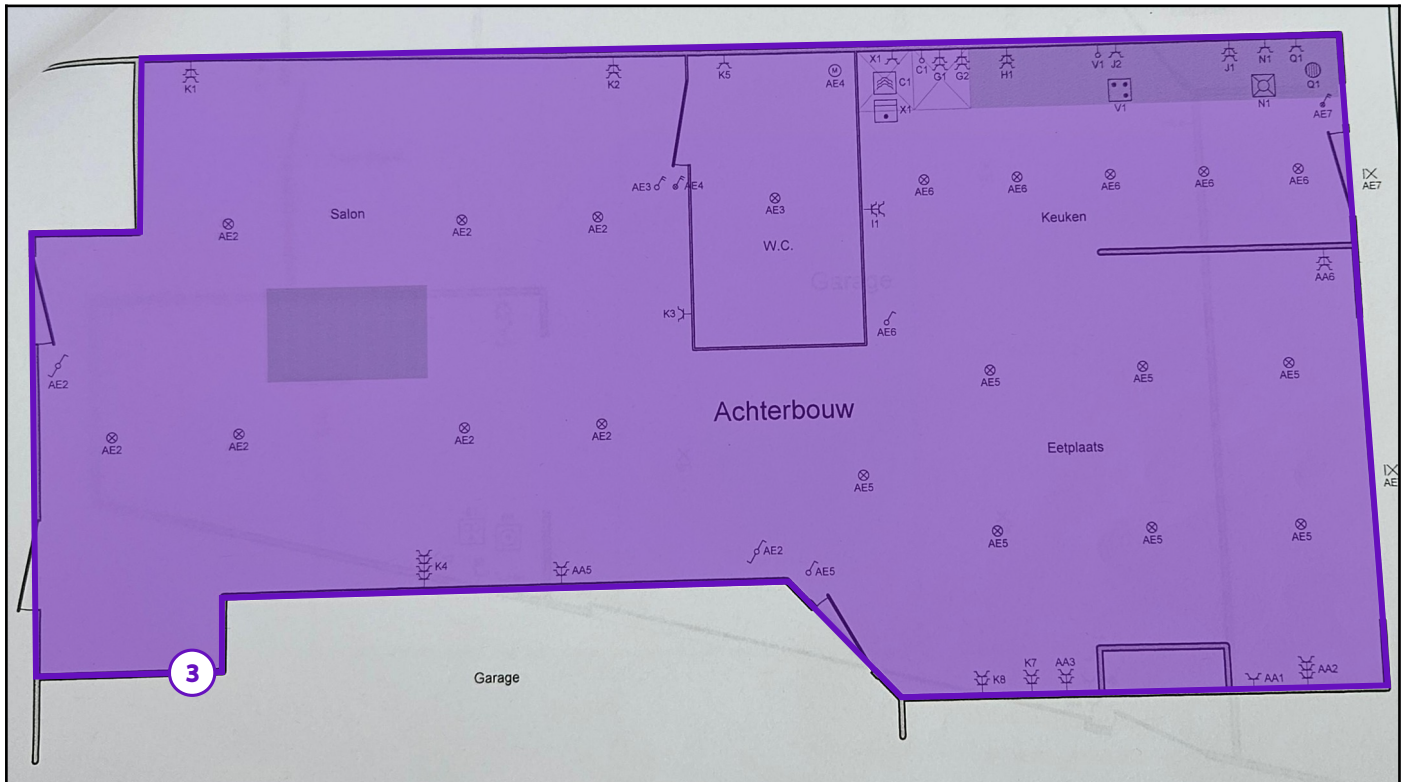 K1
K2
K5
AE4
X1
C1
G1
G2
H1
V1
J2
J1
N1
Q1
C1
X1
V1
N1
Q1
AE7
AE3
AE4
AE3
AE6
AE6
AE6
AE6
AE6
AE7
Salon
AE2
AE2
AE2
W.C.
I1
Keuken
AA6
Garage
K3
AE6
AE2
AE5
AE5
AE5
Achterbouw
AE2
AE2
AE2
AE2
Eetplaats
AE5
AE
AE5
AE5
AE5
AE2
K4
AA5
AE5
3
Garage
K8
K7
AA3
AA1
AA2